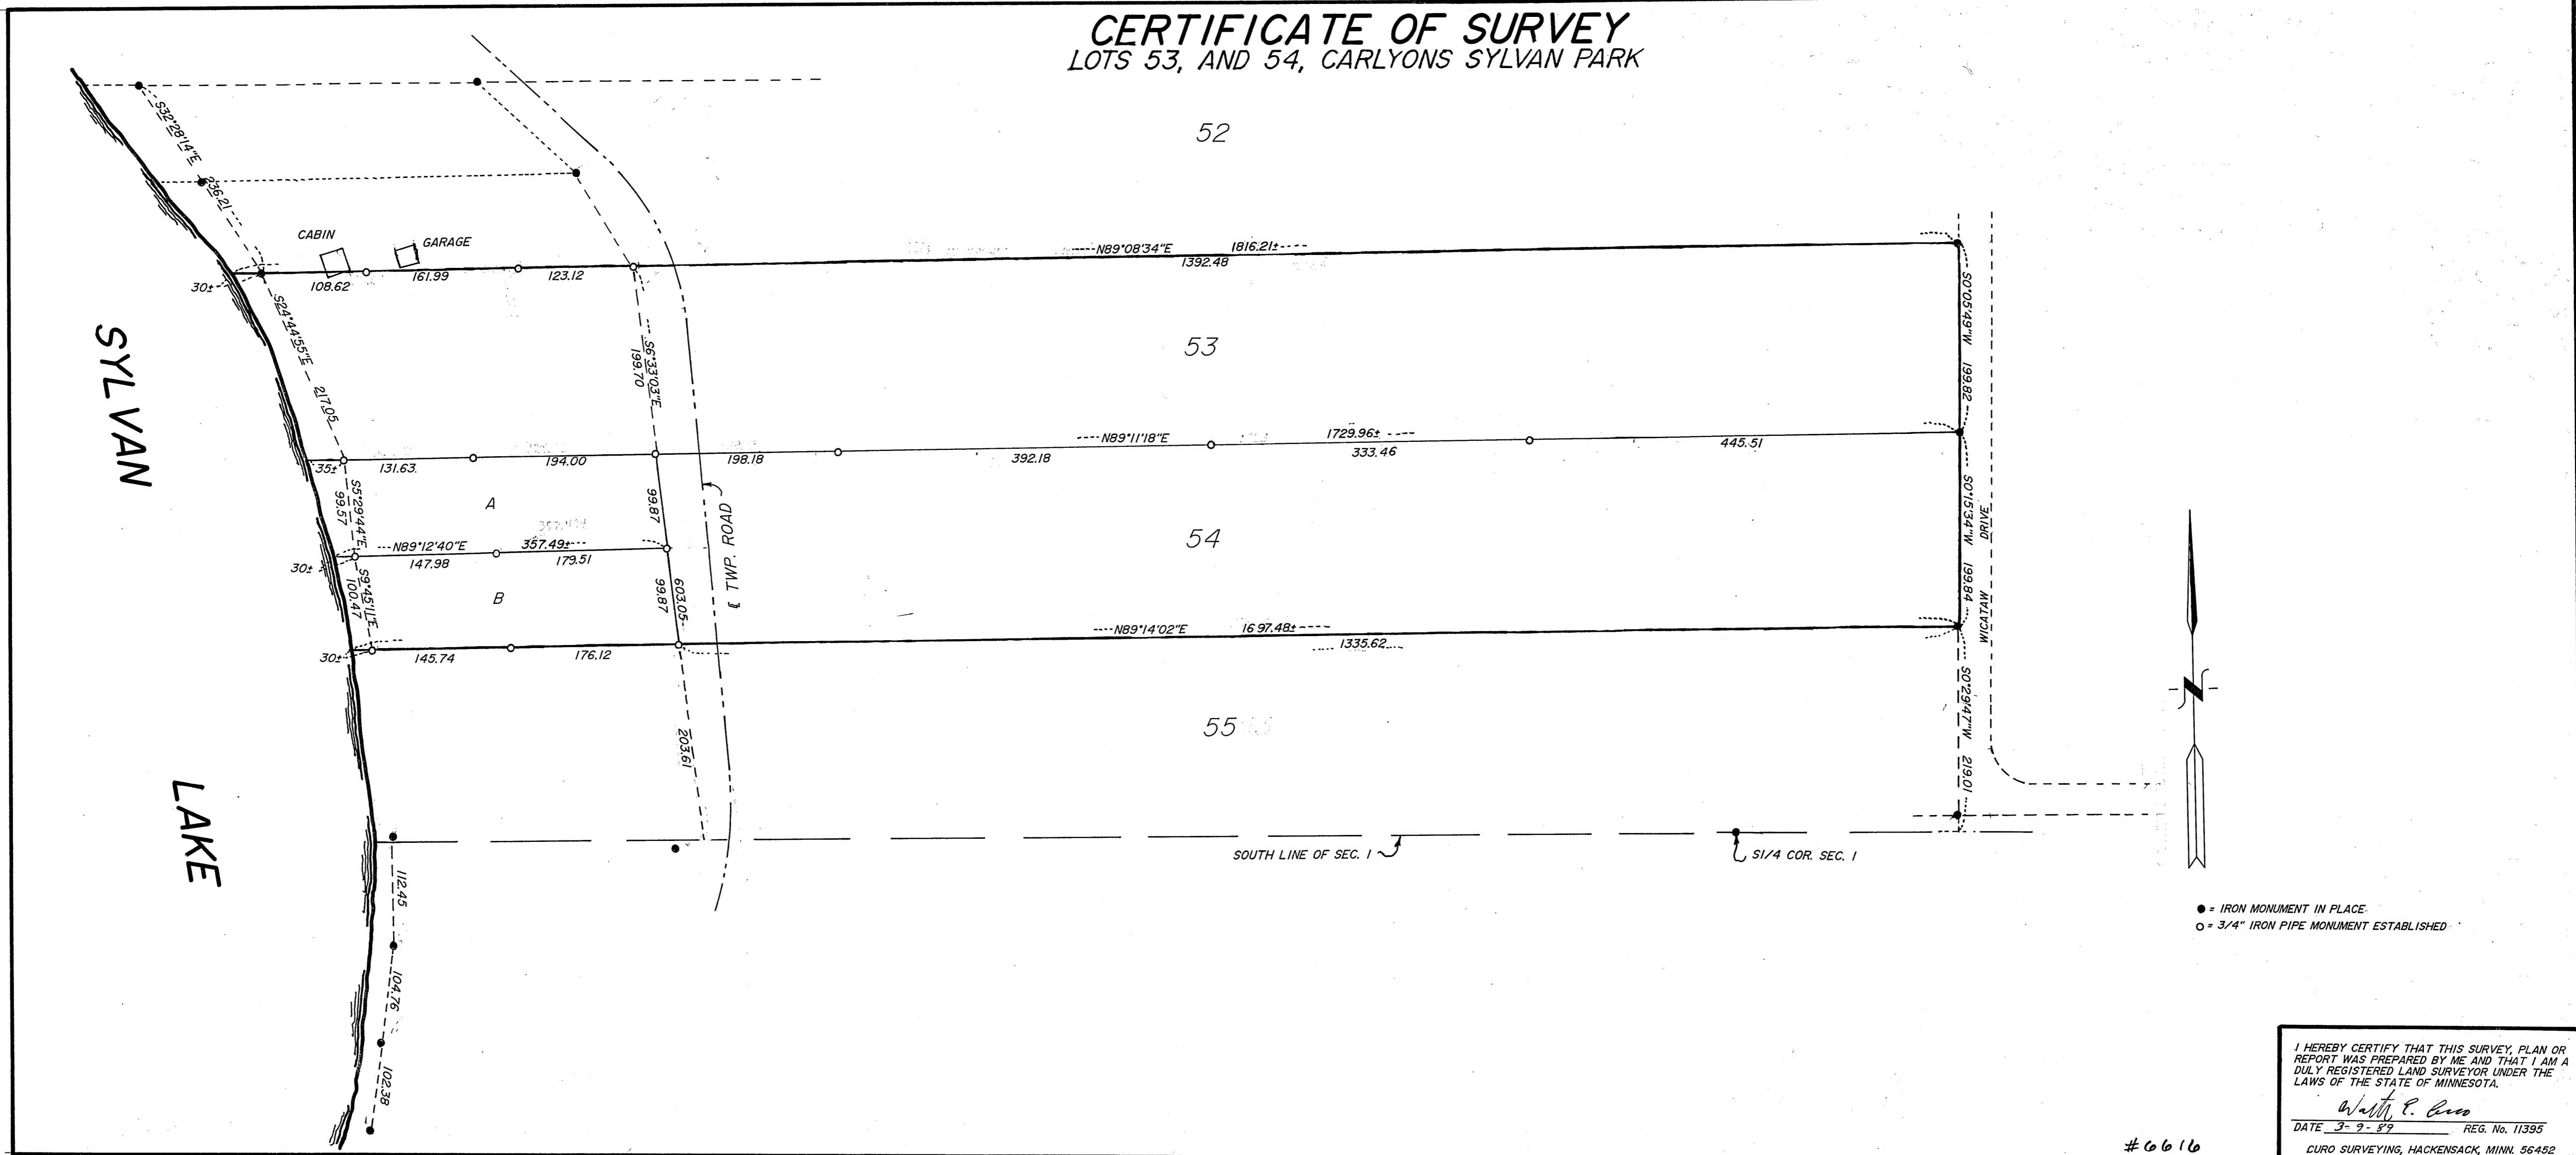 CERTIFICATE OF SURVEY
LOTS 53, AND 54, CARLYONS SYLVAN PARK
52
S32°28'14"E
236.21
CABIN
GARAGE
30±
108.62
161.99
123.12
N89°08'34"E 1816.21±
1392.48
S24°44'55"E
217.05
S6°33'03"E
199.70
53
S0°05'49"W 199.82
SYLVAN
N89°11'18"E 1729.96±
35±
131.63
194.00
198.18
392.18
333.46
445.51
S5°29'44"E
99.57
A
99.87
54
S0°15'34"W 199.84
WICATAW DRIVE
N89°12'40"E 357.49±
30±
147.98
179.51
TWP. ROAD
S9°45'11"E
100.47
B
99.87
603.05
N89°14'02"E 1697.48±
30±
145.74
176.12
1335.62
N
55
203.61
S0°29'47"W 219.01
LAKE
SOUTH LINE OF SEC. 1
S1/4 COR. SEC. 1
112.45
104.76
102.38
● = IRON MONUMENT IN PLACE
○ = 3/4" IRON PIPE MONUMENT ESTABLISHED
I HEREBY CERTIFY THAT THIS SURVEY, PLAN OR
REPORT WAS PREPARED BY ME AND THAT I AM A
DULY REGISTERED LAND SURVEYOR UNDER THE
LAWS OF THE STATE OF MINNESOTA.
DATE 3-9-89 REG. No. 11395
CURO SURVEYING, HACKENSACK, MINN. 56452
#6616